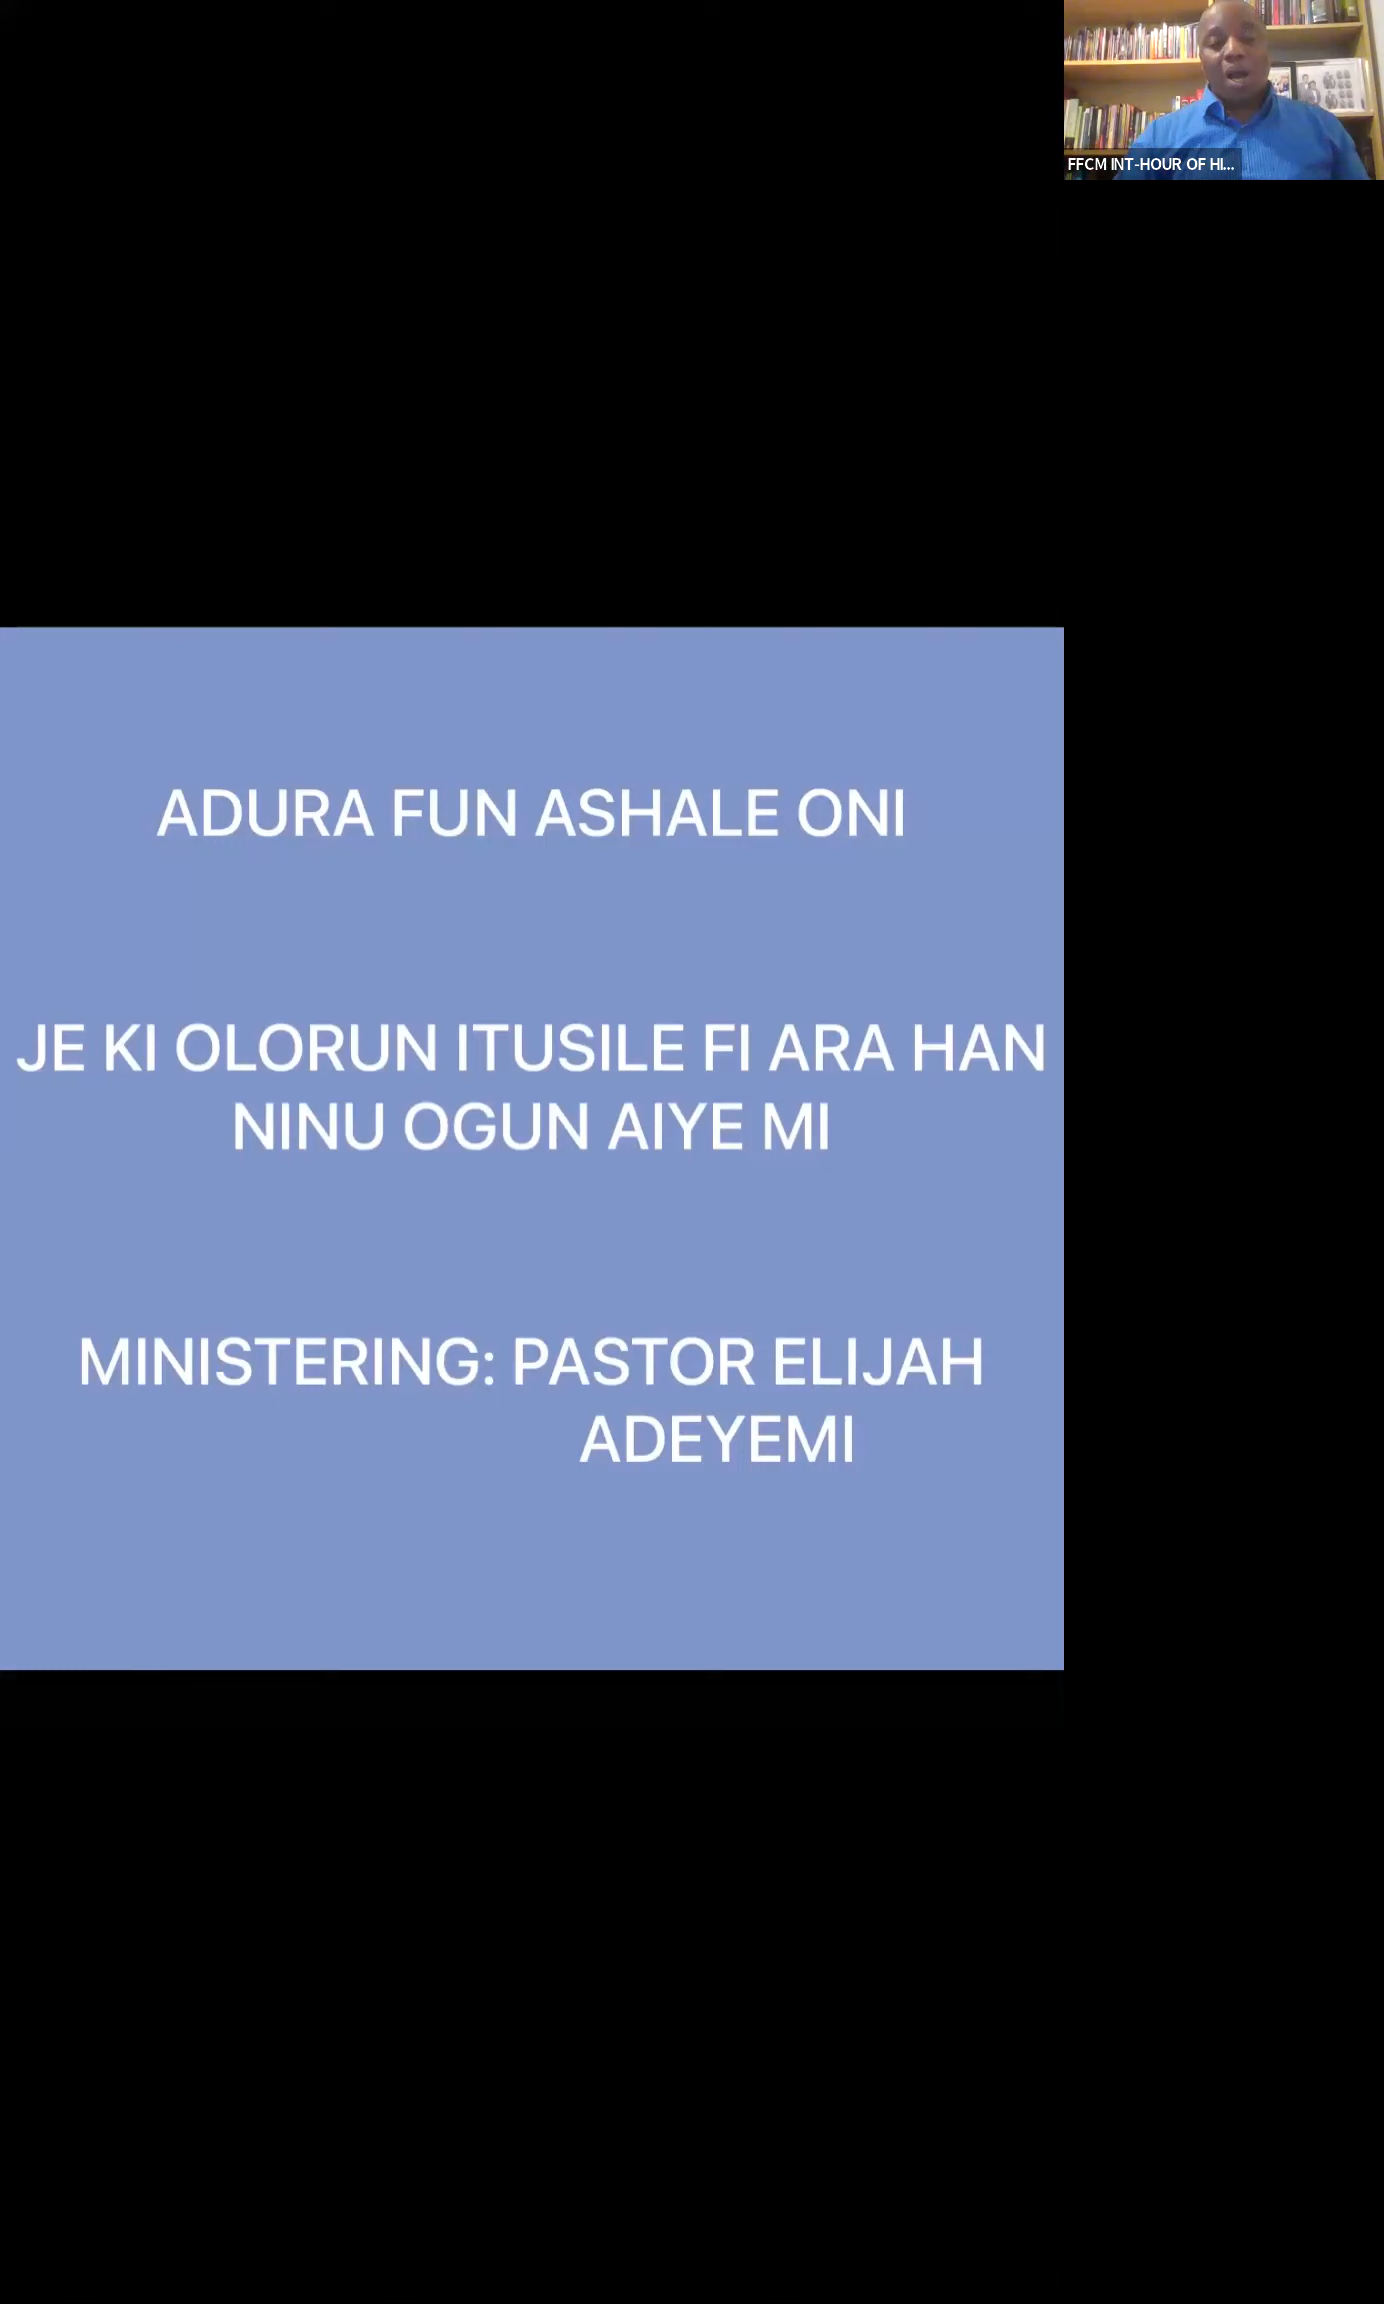 FFCM INT-HOUR OF HI...
ADURA FUN ASHALE ONI
JE KI OLORUN ITUSILE FI ARA HAN
NINU OGUN AIYE MI
MINISTERING: PASTOR ELIJAH
ADEYEMI